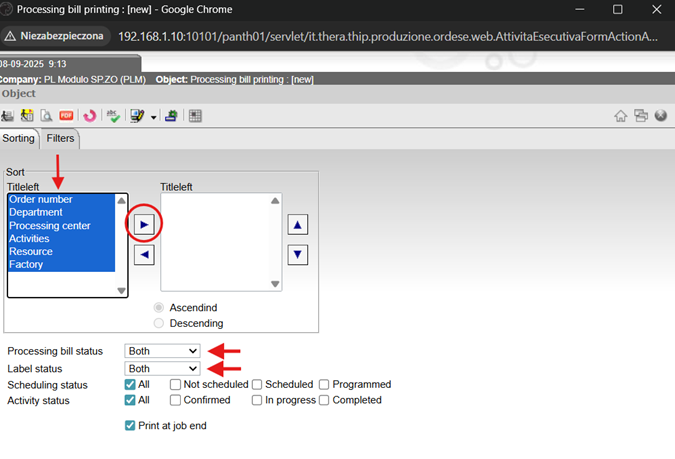 Processing bill printing : [new] - Google Chrome
Niezabezpieczona 192.168.1.10:10101/panth01/servlet/it.thera.thip.produzione.ordese.web.AttivitaEsecutivaFormActionA...
08-09-2025 9:13
Company: PL Modulo SP.ZO (PLM) Object: Processing bill printing : [new]
Object
PDF
abc
Sorting Filters
Sort
Titleleft Titleleft
Order number
Department
Processing center
Activities
Resource
Factory
Ascendind
Descending
Processing bill status Both
Label status Both
Scheduling status All Not scheduled Scheduled Programmed
Activity status All Confirmed In progress Completed
Print at job end